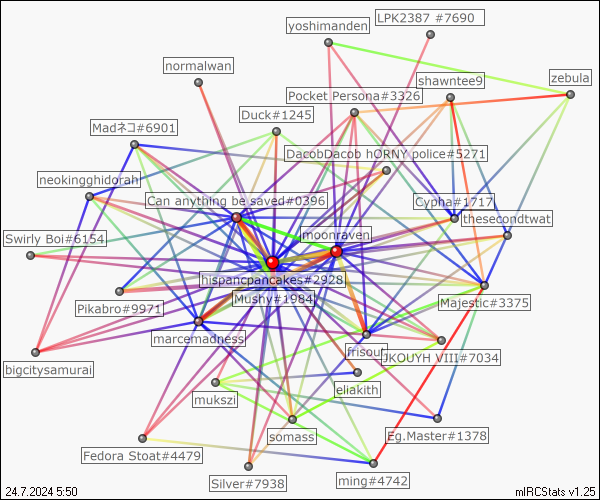 LPK2387 #7690
yoshimanden
normalwan
shawntee9
zebula
Pocket Persona#3326
Duck#1245
Madネコ#6901
DacobDacob hORNY police#5271
neokingghidorah
Can anything be saved#0396
Cypha#1717
thesecondtwat
moonraven
Swirly Boi#6154
hispancpancakes#2928
Mushy#1984
Majestic#3375
Pikabro#9971
marcemadness
frisout
JKOUYH VIII#7034
bigcitysamurai
eliakith
mukszi
somass
Eg.Master#1378
Fedora Stoat#4479
Silver#7938
ming#4742
24.7.2024 5:50
mIRCStats v1.25